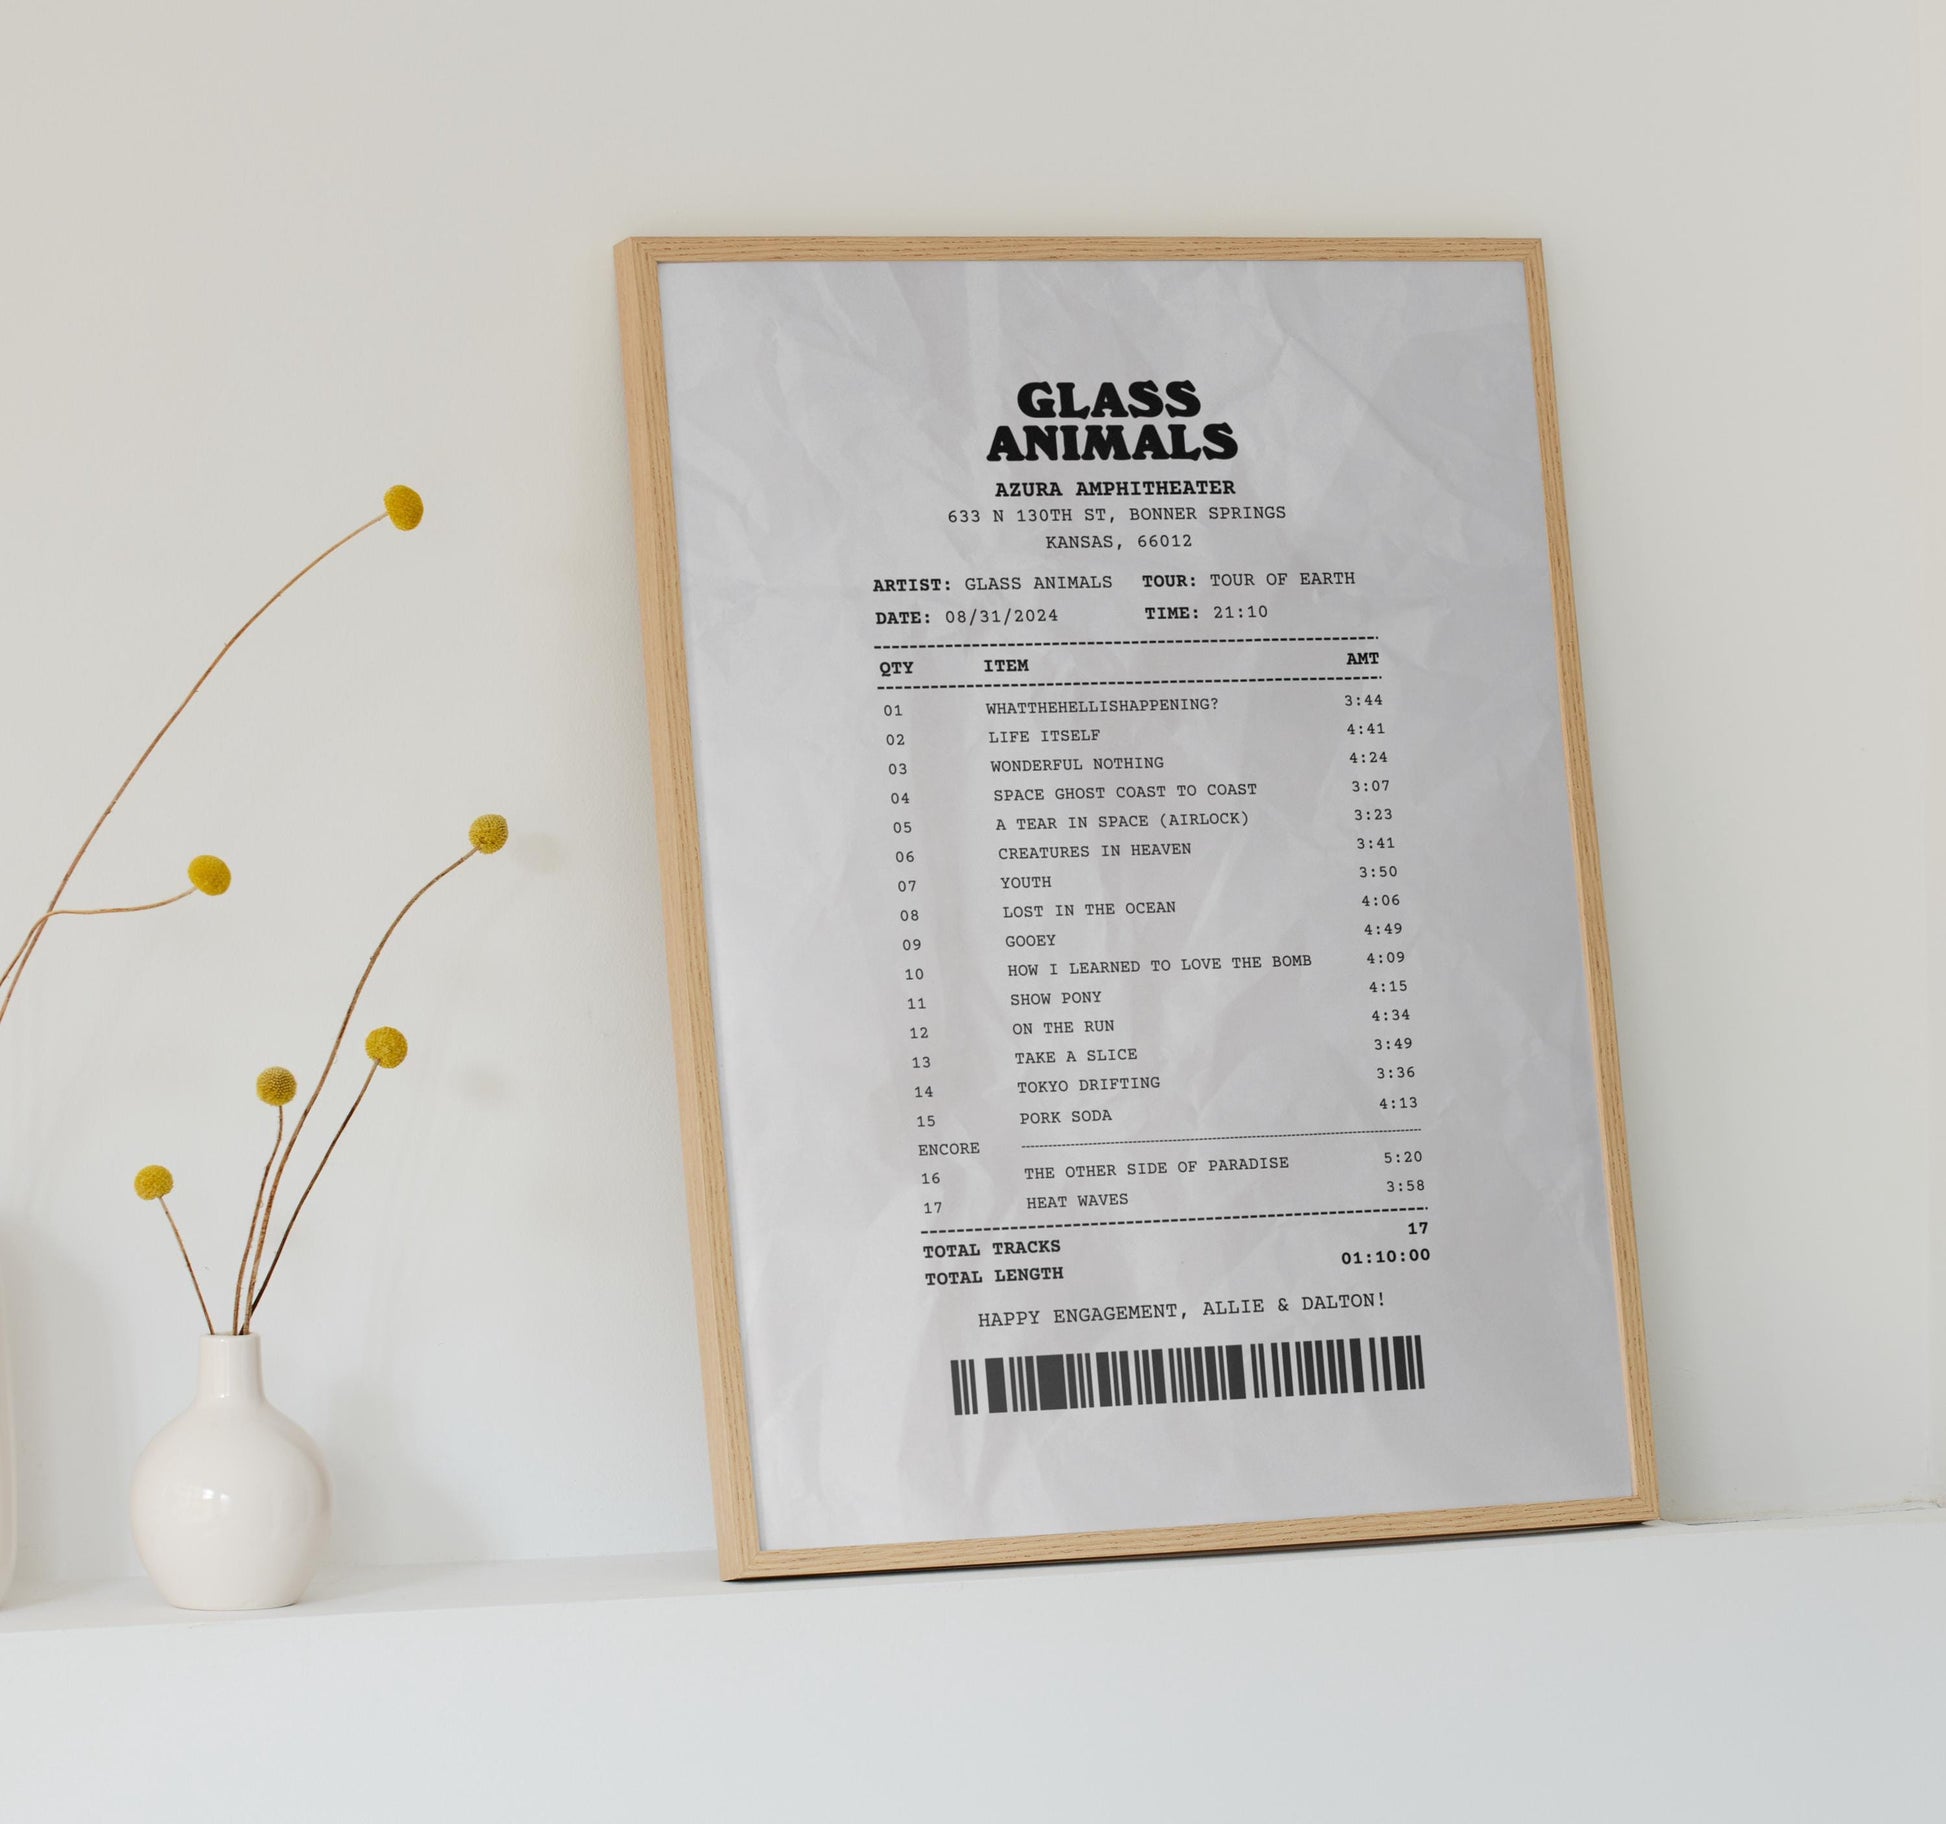 GLASS
ANIMALS
AZURA AMPHITHEATER
633 N 130TH ST, BONNER SPRINGS
KANSAS, 66012
ARTIST: GLASS ANIMALS TOUR: TOUR OF EARTH
DATE: 08/31/2024 TIME: 21:10
QTY ITEM AMT
01 WHATTHEHELLISHAPPENING? 3:44
02 LIFE ITSELF 4:41
03 WONDERFUL NOTHING 4:24
04 SPACE GHOST COAST TO COAST 3:07
05 A TEAR IN SPACE (AIRLOCK) 3:23
06 CREATURES IN HEAVEN 3:41
07 YOUTH 3:50
08 LOST IN THE OCEAN 4:06
09 GOOEY 4:49
10 HOW I LEARNED TO LOVE THE BOMB 4:09
11 SHOW PONY 4:15
12 ON THE RUN 4:34
13 TAKE A SLICE 3:49
14 TOKYO DRIFTING 3:36
15 PORK SODA 4:13
ENCORE
16 THE OTHER SIDE OF PARADISE 5:20
17 HEAT WAVES 3:58
TOTAL TRACKS 17
TOTAL LENGTH 01:10:00
HAPPY ENGAGEMENT, ALLIE & DALTON!